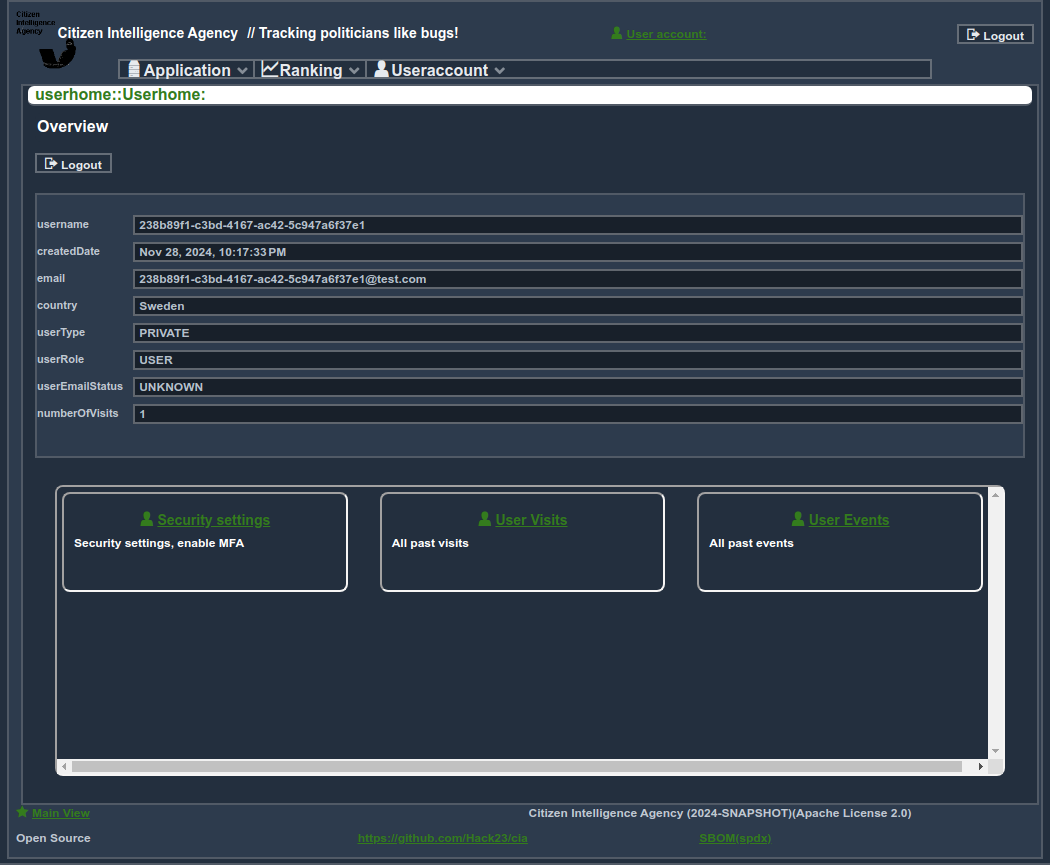 Citizen
Intelligence
Agency
Citizen Intelligence Agency // Tracking politicians like bugs!
User account:
Logout
Application
Ranking
Useraccount
userhome::Userhome:
Overview
Logout
username 238b89f1-c3bd-4167-ac42-5c947a6f37e1
createdDate Nov 28, 2024, 10:17:33 PM
email 238b89f1-c3bd-4167-ac42-5c947a6f37e1@test.com
country Sweden
userType PRIVATE
userRole USER
userEmailStatus UNKNOWN
numberOfVisits 1
Security settings
Security settings, enable MFA
User Visits
All past visits
User Events
All past events
Main View
Citizen Intelligence Agency (2024-SNAPSHOT)(Apache License 2.0)
Open Source
https://github.com/Hack23/cia
SBOM(spdx)